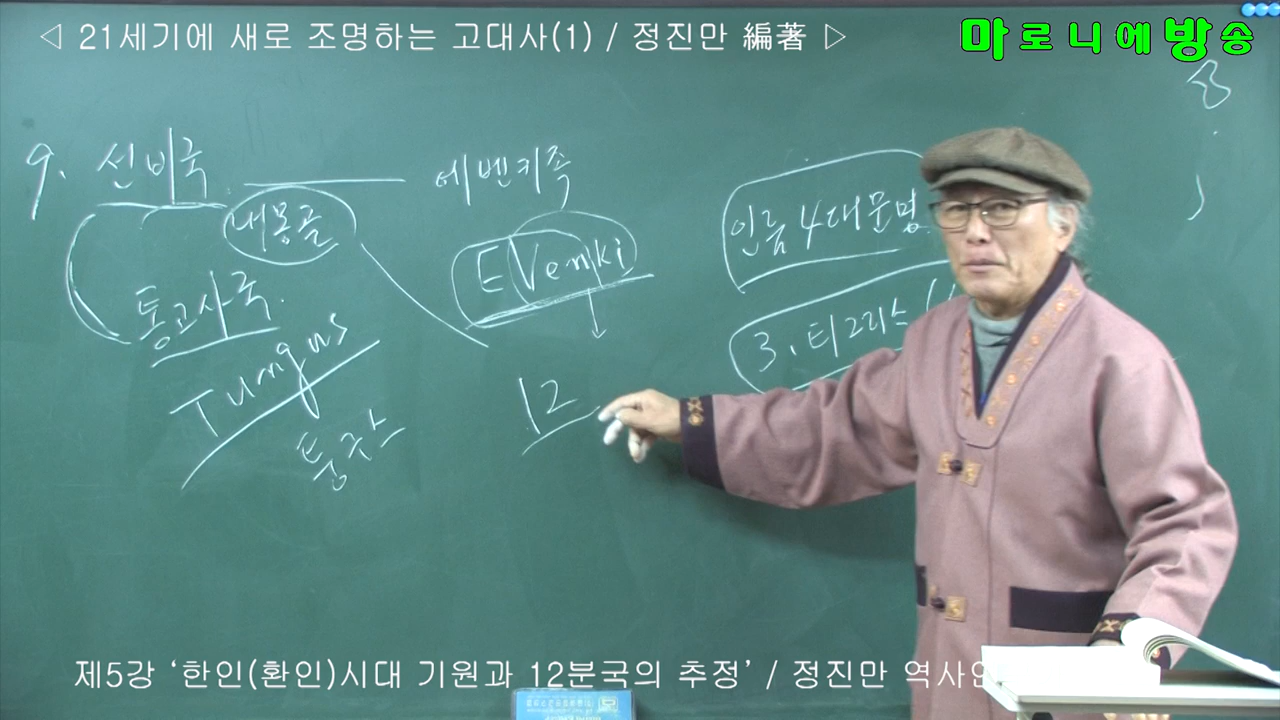 < 21세기에 새로 조명하는 고대사(1) / 정진만 編著 ▷
마로니에방송
8
9. 선비국
에벤키족
내몽골
인류 4대문명
Evenki
통고사국.
3. 티그리스
Tungus
12
퉁구스
제5강 ‘한인(환인)시대 기원과 12분국의 추정’ / 정진만 역사인